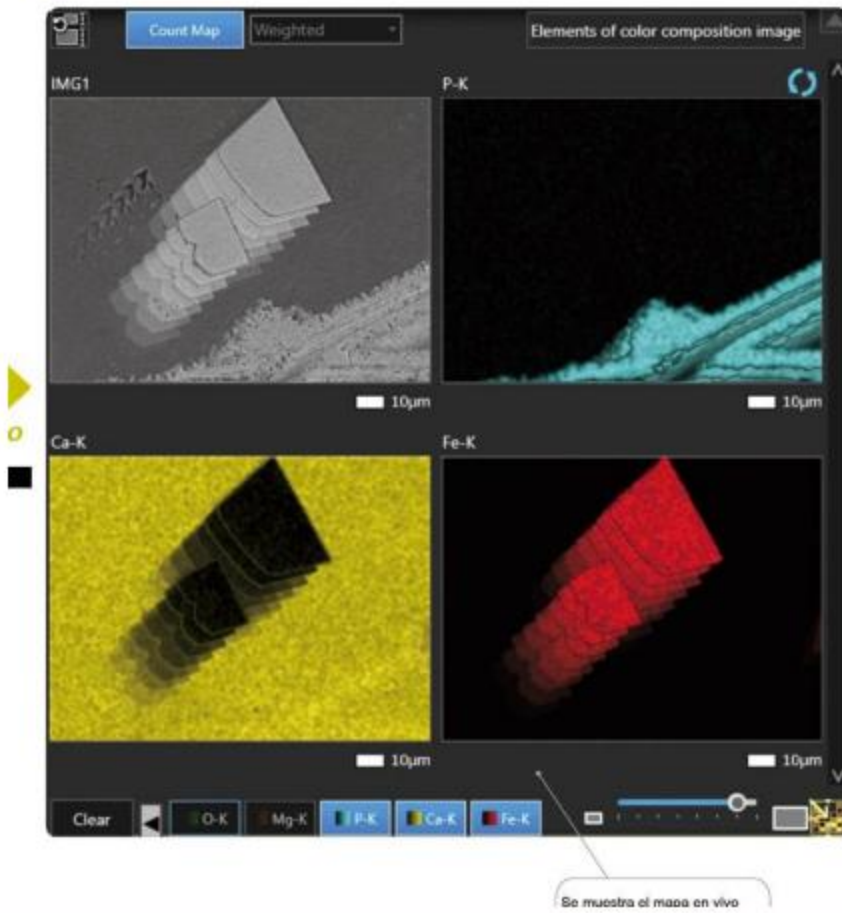 Count Map
Weighted
Elements of color composition image
IMG1
P-K
10μm
10μm
o
Ca-K
Fe-K
10μm
10μm
Clear
O-K
Mg-K
P-K
Ca-K
Fe-K
Se muestra el mapa en vivo